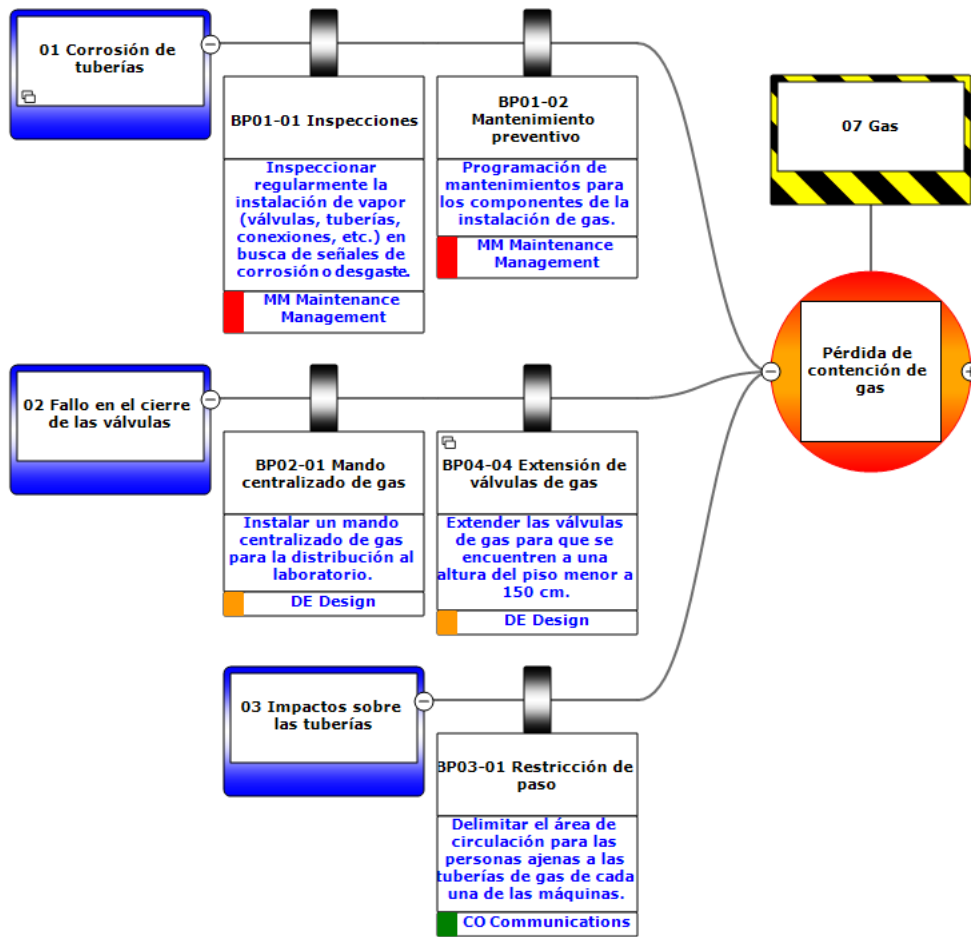 01 Corrosión de
tuberías
BP01-01 Inspecciones
Inspeccionar
regularmente la
instalación de vapor
(válvulas, tuberías,
conexiones, etc.) en
busca de señales de
corrosión o desgaste.
MM Maintenance
Management
BP01-02
Mantenimiento
preventivo
Programación de
mantenimientos para
los componentes de la
instalación de gas.
MM Maintenance
Management
07 Gas
Pérdida de
contención de
gas
02 Fallo en el cierre
de las válvulas
BP02-01 Mando
centralizado de gas
Instalar un mando
centralizado de gas
para la distribución al
laboratorio.
DE Design
BP04-04 Extensión de
válvulas de gas
Extender las válvulas
de gas para que se
encuentren a una
altura del piso menor a
150 cm.
DE Design
03 Impactos sobre
las tuberías
BP03-01 Restricción de
paso
Delimitar el área de
circulación para las
personas ajenas a las
tuberías de gas de cada
una de las máquinas.
CO Communications